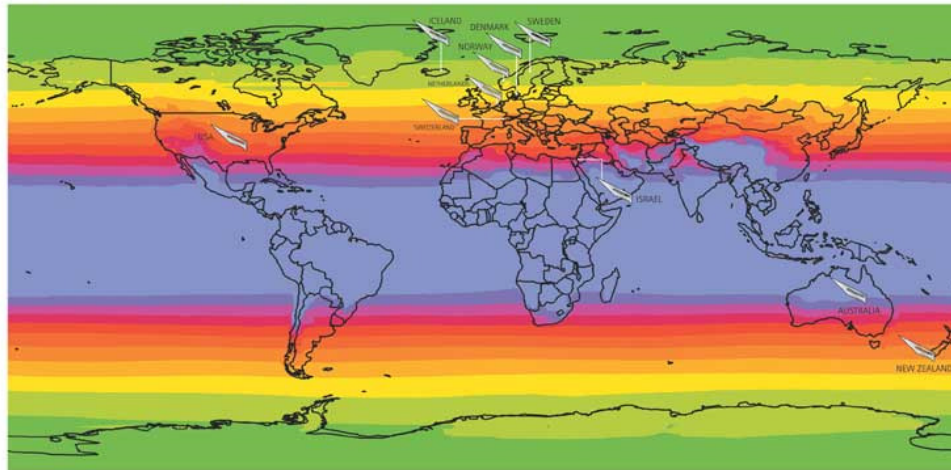 ICELAND
DENMARK
SWEDEN
NORWAY
NETHERLANDS
SWITZERLAND
USA
ISRAEL
AUSTRALIA
NEW ZEALAND